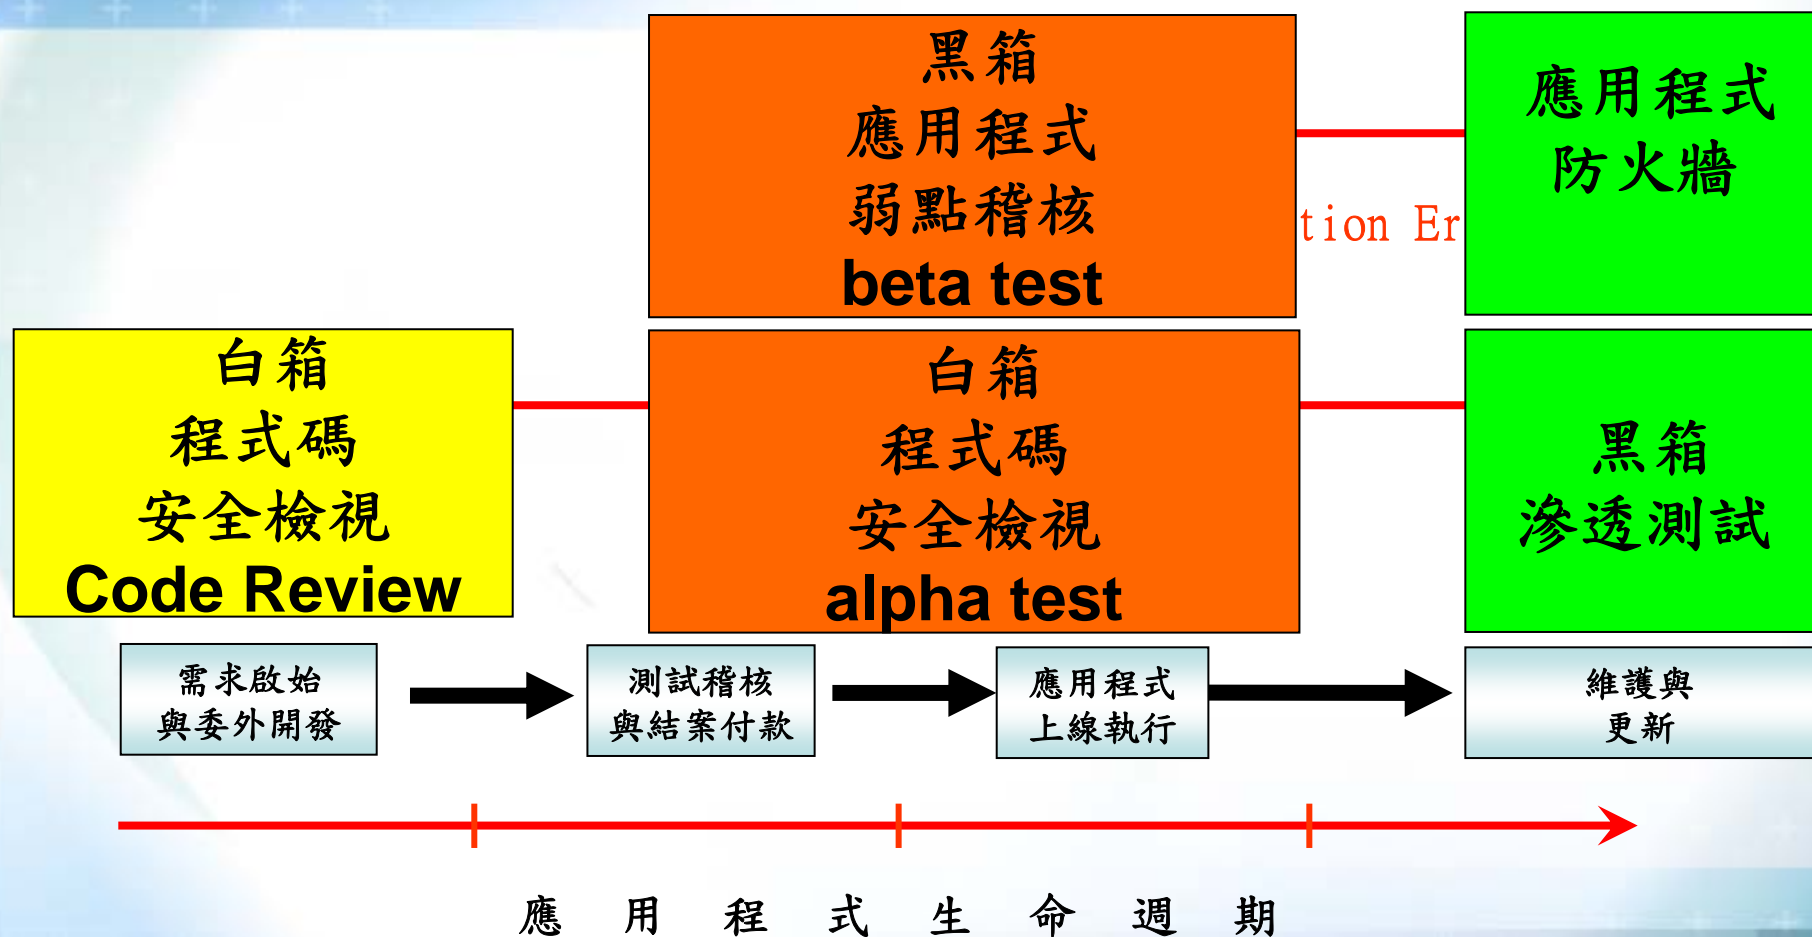 黑箱
應用程式
弱點稽核
beta test
應用程式
防火牆
tion Er
白箱
程式碼
安全檢視
Code Review
白箱
程式碼
安全檢視
alpha test
黑箱
滲透測試
需求啟始
與委外開發
測試稽核
與結案付款
應用程式
上線執行
維護與
更新
應用程式生命週期